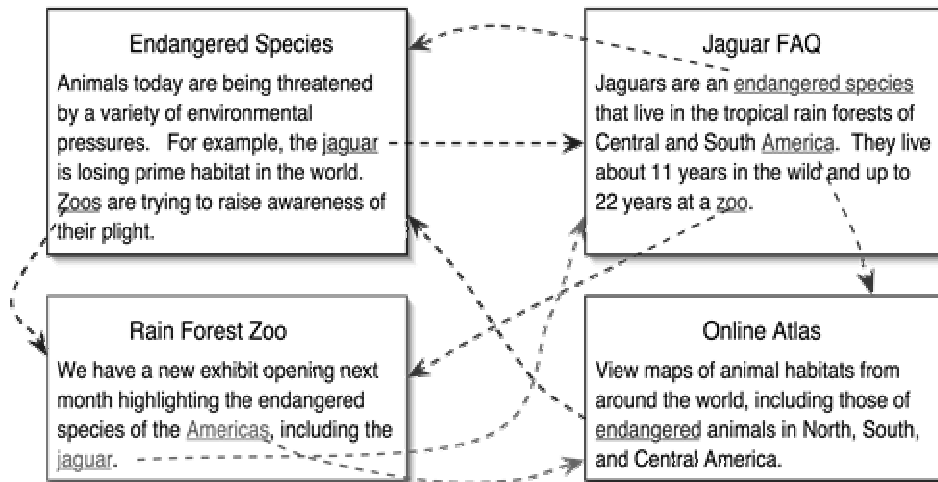 Endangered Species
Animals today are being threatened
by a variety of environmental
pressures. For example, the jaguar
is losing prime habitat in the world.
Zoos are trying to raise awareness of
their plight.
Jaguar FAQ
Jaguars are an endangered species
that live in the tropical rain forests of
Central and South America. They live
about 11 years in the wild and up to
22 years at a zoo.
Rain Forest Zoo
We have a new exhibit opening next
month highlighting the endangered
species of the Americas, including the
jaguar.
Online Atlas
View maps of animal habitats from
around the world, including those of
endangered animals in North, South,
and Central America.